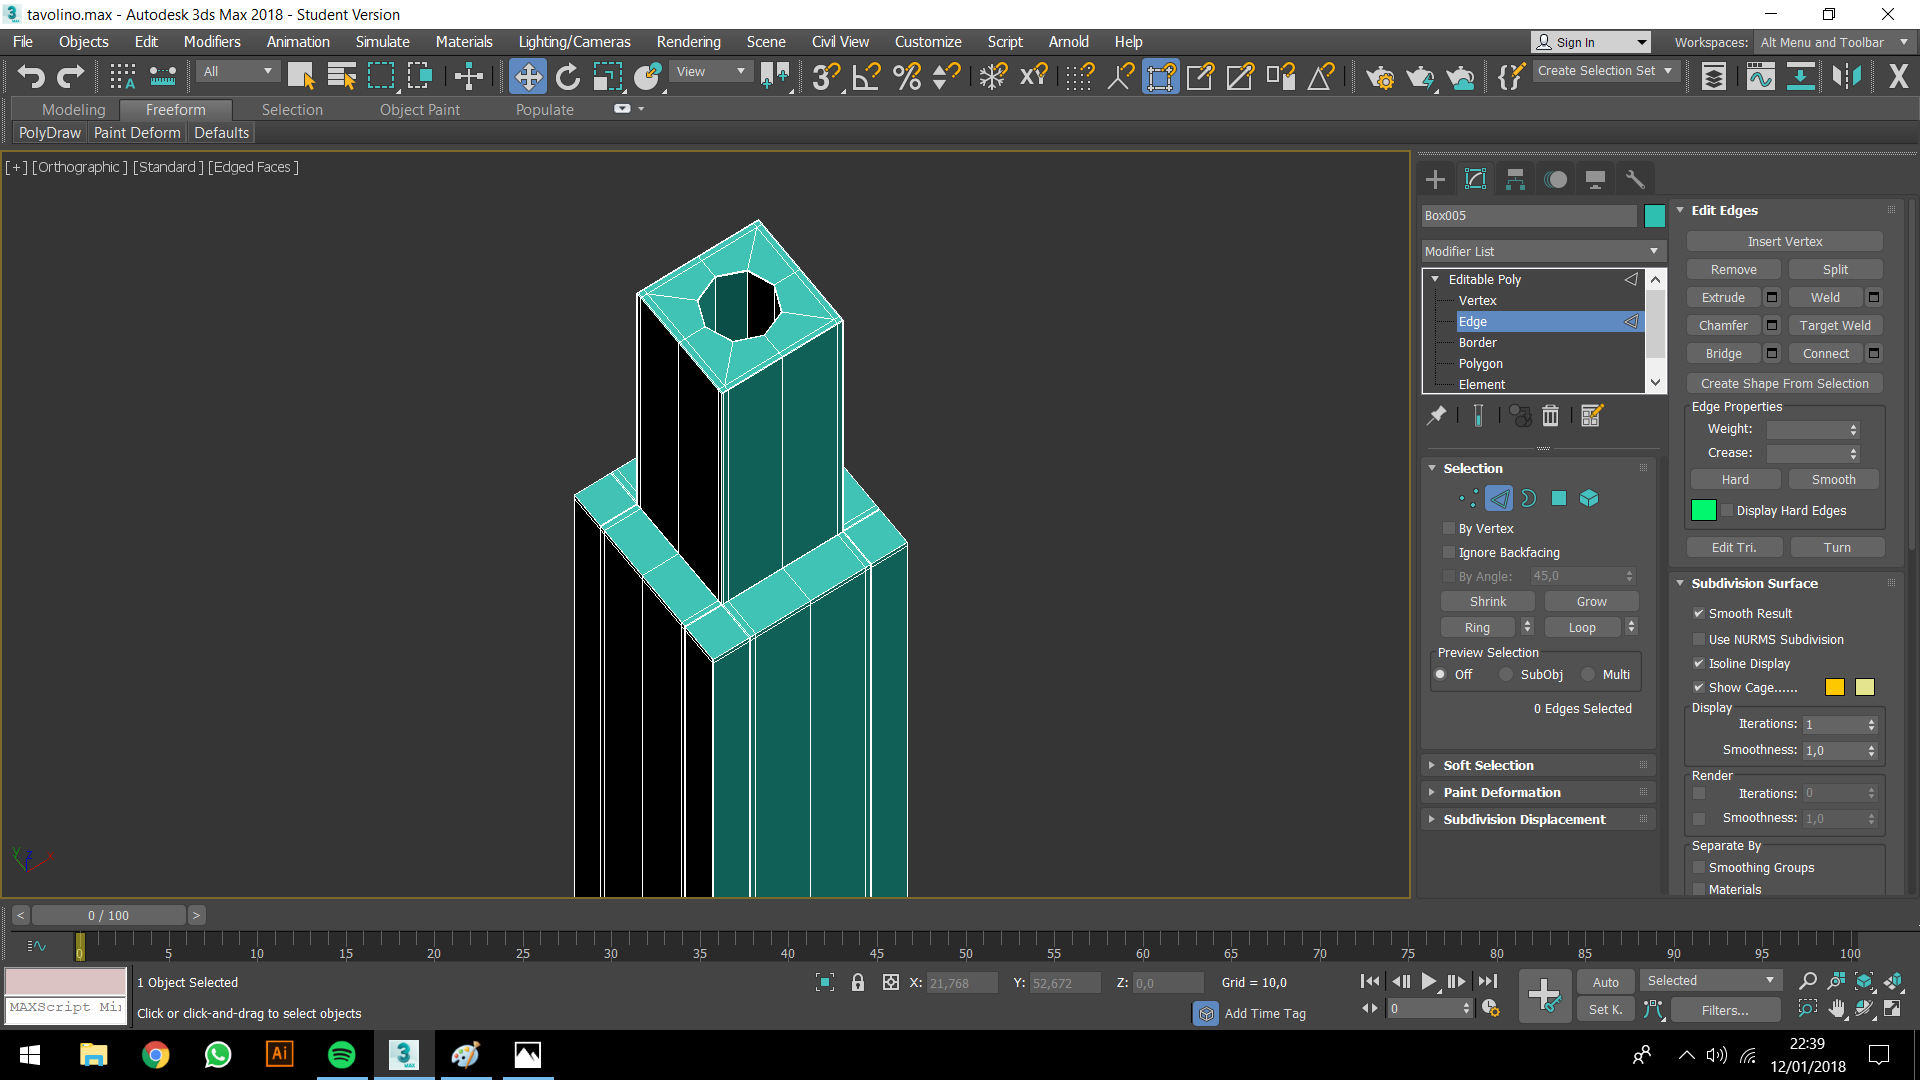 tavolino.max - Autodesk 3ds Max 2018 - Student Version
File Objects Edit Modifiers Animation Simulate Materials Lighting/Cameras Rendering Scene Civil View Customize Script Arnold Help
Sign In Workspaces: Alt Menu and Toolbar
All View Create Selection Set
Modeling Freeform Selection Object Paint Populate
PolyDraw Paint Deform Defaults
[+] [Orthographic ] [Standard ] [Edged Faces ]
Box005
Modifier List
Editable Poly
Vertex
Edge
Border
Polygon
Element
Selection
By Vertex
Ignore Backfacing
By Angle: 45,0
Shrink Grow
Ring Loop
Preview Selection
Off SubObj Multi
0 Edges Selected
Soft Selection
Paint Deformation
Subdivision Displacement
Edit Edges
Insert Vertex
Remove Split
Extrude Weld
Chamfer Target Weld
Bridge Connect
Create Shape From Selection
Edge Properties
Weight:
Crease:
Hard Smooth
Display Hard Edges
Edit Tri. Turn
Subdivision Surface
Smooth Result
Use NURMS Subdivision
Isoline Display
Show Cage......
Display
Iterations: 1
Smoothness: 1,0
Render
Iterations: 0
Smoothness: 1,0
Separate By
Smoothing Groups
Materials
< 0 / 100 >
0 5 10 15 20 25 30 35 40 45 50 55 60 65 70 75 80 85 90 95 100
1 Object Selected X: 21,768 Y: 52,672 Z: 0,0 Grid = 10,0 Auto Selected
MAXScript Mi
Click or click-and-drag to select objects Add Time Tag 0 Set K. Filters...
Ai
3
MAX
22:39
12/01/2018